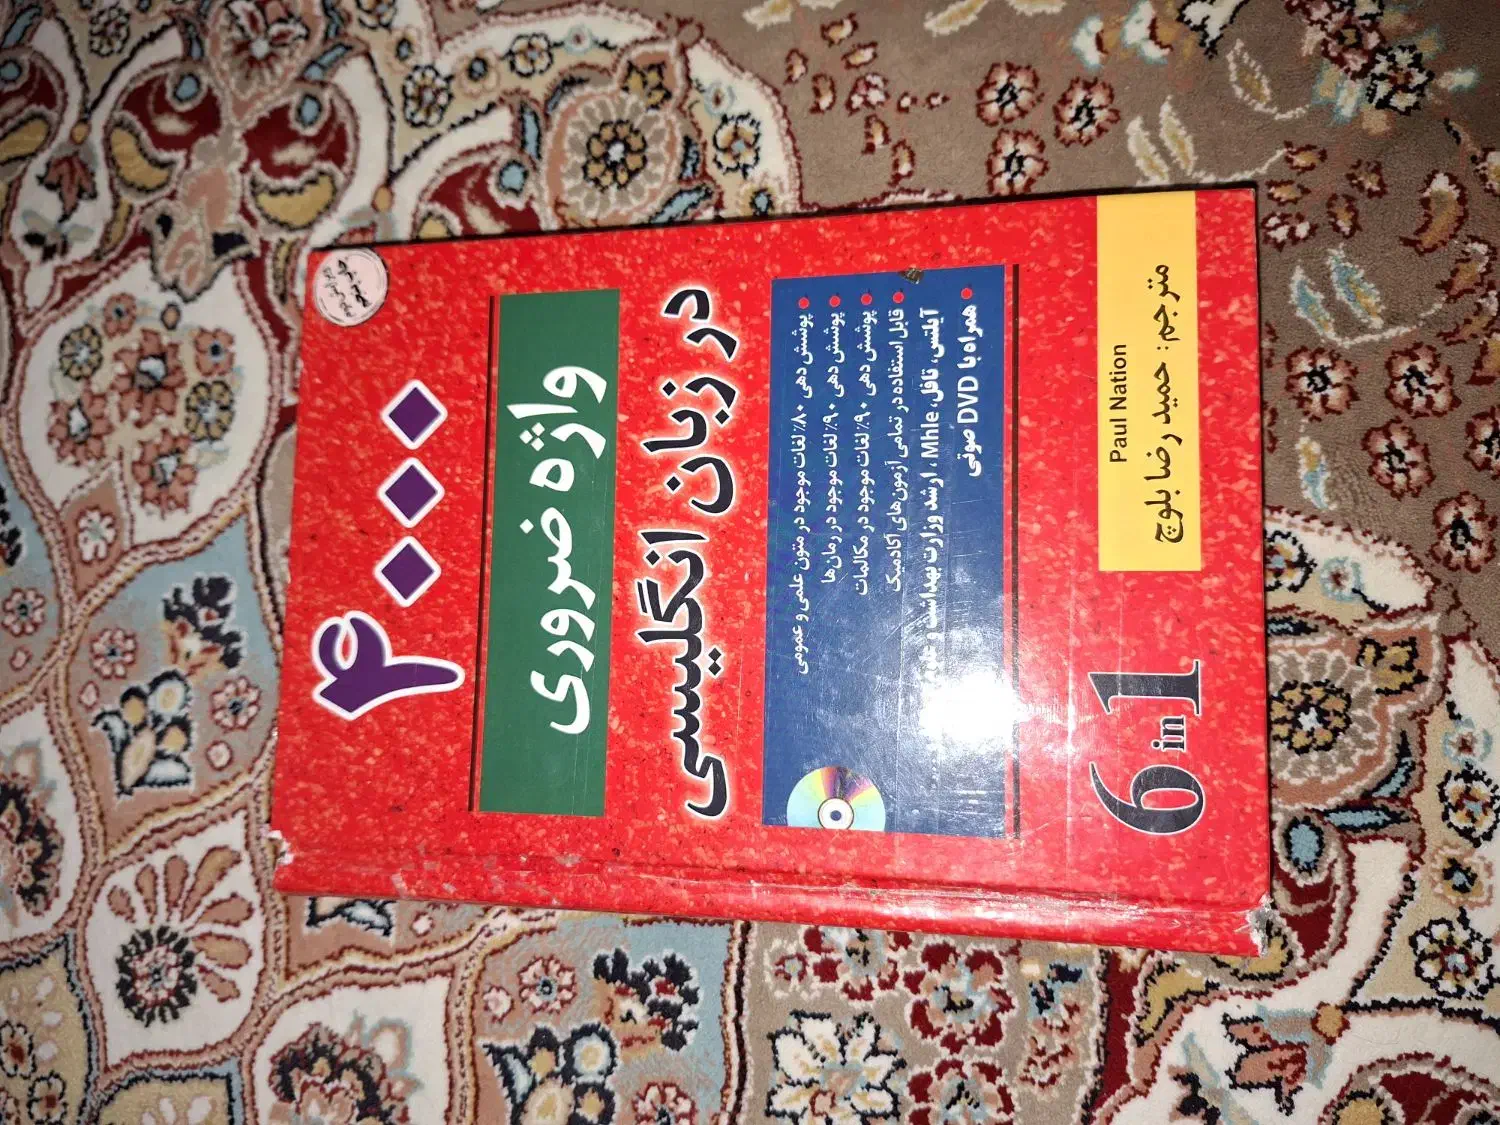 ۴۰۰۰
واژه ضروری
در زبان انگلیسی
پوشش دهی ۸۰٪ لغات موجود در متون علمی و عمومی
پوشش دهی ۹۰٪ لغات موجود در رمان‌ها
پوشش دهی ۹۰٪ لغات موجود در مکالمات
قابل استفاده در تمامی آزمون‌های آکادمیک
آیلتس، تافل، Mhle، ارشد وزارت بهداشت و
همراه با DVD صوتی
6 in 1
Paul Nation
مترجم: حمید رضا بلوچ